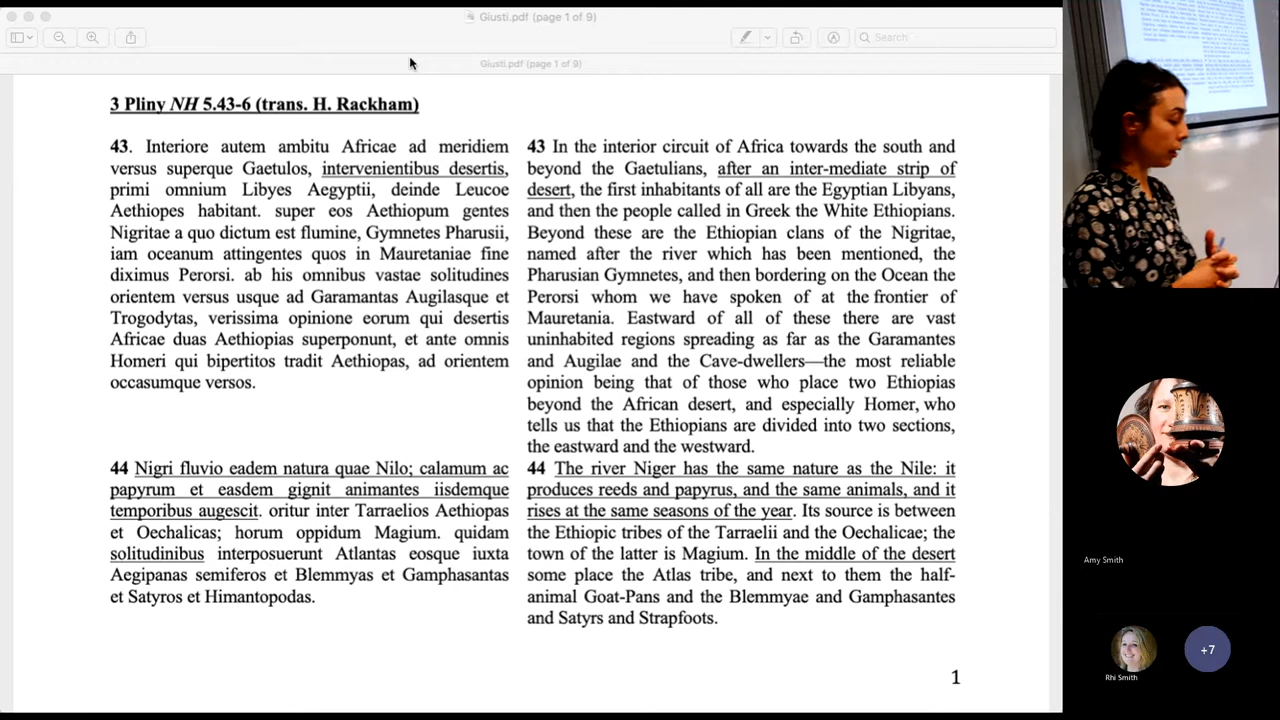 Giusti.pdf (page 1 of 9)
Search
Giusti.pdf (page 1 of 9)
3 Pliny NH 5.43-6 (trans. H. Rackham)
43. Interiore autem ambitu Africae ad meridiem
versus superque Gaetulos, intervenientibus desertis,
primi omnium Libyes Aegyptii, deinde Leucoe
Aethiopes habitant. super eos Aethiopum gentes
Nigritae a quo dictum est flumine, Gymnetes Pharusii,
iam oceanum attingentes quos in Mauretaniae fine
diximus Perorsi. ab his omnibus vastae solitudines
orientem versus usque ad Garamantas Augilasque et
Trogodytas, verissima opinione eorum qui desertis
Africae duas Aethiopias superponunt, et ante omnis
Homeri qui bipertitos tradit Aethiopas, ad orientem
occasumque versos.
43 In the interior circuit of Africa towards the south and
beyond the Gaetulians, after an inter-mediate strip of
desert, the first inhabitants of all are the Egyptian Libyans,
and then the people called in Greek the White Ethiopians.
Beyond these are the Ethiopian clans of the Nigritae,
named after the river which has been mentioned, the
Pharusian Gymnetes, and then bordering on the Ocean the
Perorsi whom we have spoken of at the frontier of
Mauretania. Eastward of all of these there are vast
uninhabited regions spreading as far as the Garamantes
and Augilae and the Cave-dwellers—the most reliable
opinion being that of those who place two Ethiopias
beyond the African desert, and especially Homer, who
tells us that the Ethiopians are divided into two sections,
the eastward and the westward.
44 Nigri fluvio eadem natura quae Nilo; calamum ac
papyrum et easdem gignit animantes iisdemque
temporibus augescit. oritur inter Tarraelios Aethiopas
et Oechalicas; horum oppidum Magium. quidam
solitudinibus interposuerunt Atlantas eosque iuxta
Aegipanas semiferos et Blemmyas et Gamphasantas
et Satyros et Himantopodas.
44 The river Niger has the same nature as the Nile: it
produces reeds and papyrus, and the same animals, and it
rises at the same seasons of the year. Its source is between
the Ethiopic tribes of the Tarraelii and the Oechalicae; the
town of the latter is Magium. In the middle of the desert
some place the Atlas tribe, and next to them the half-
animal Goat-Pans and the Blemmyae and Gamphasantes
and Satyrs and Strapfoots.
1
Amy Smith
Rhi Smith
+7